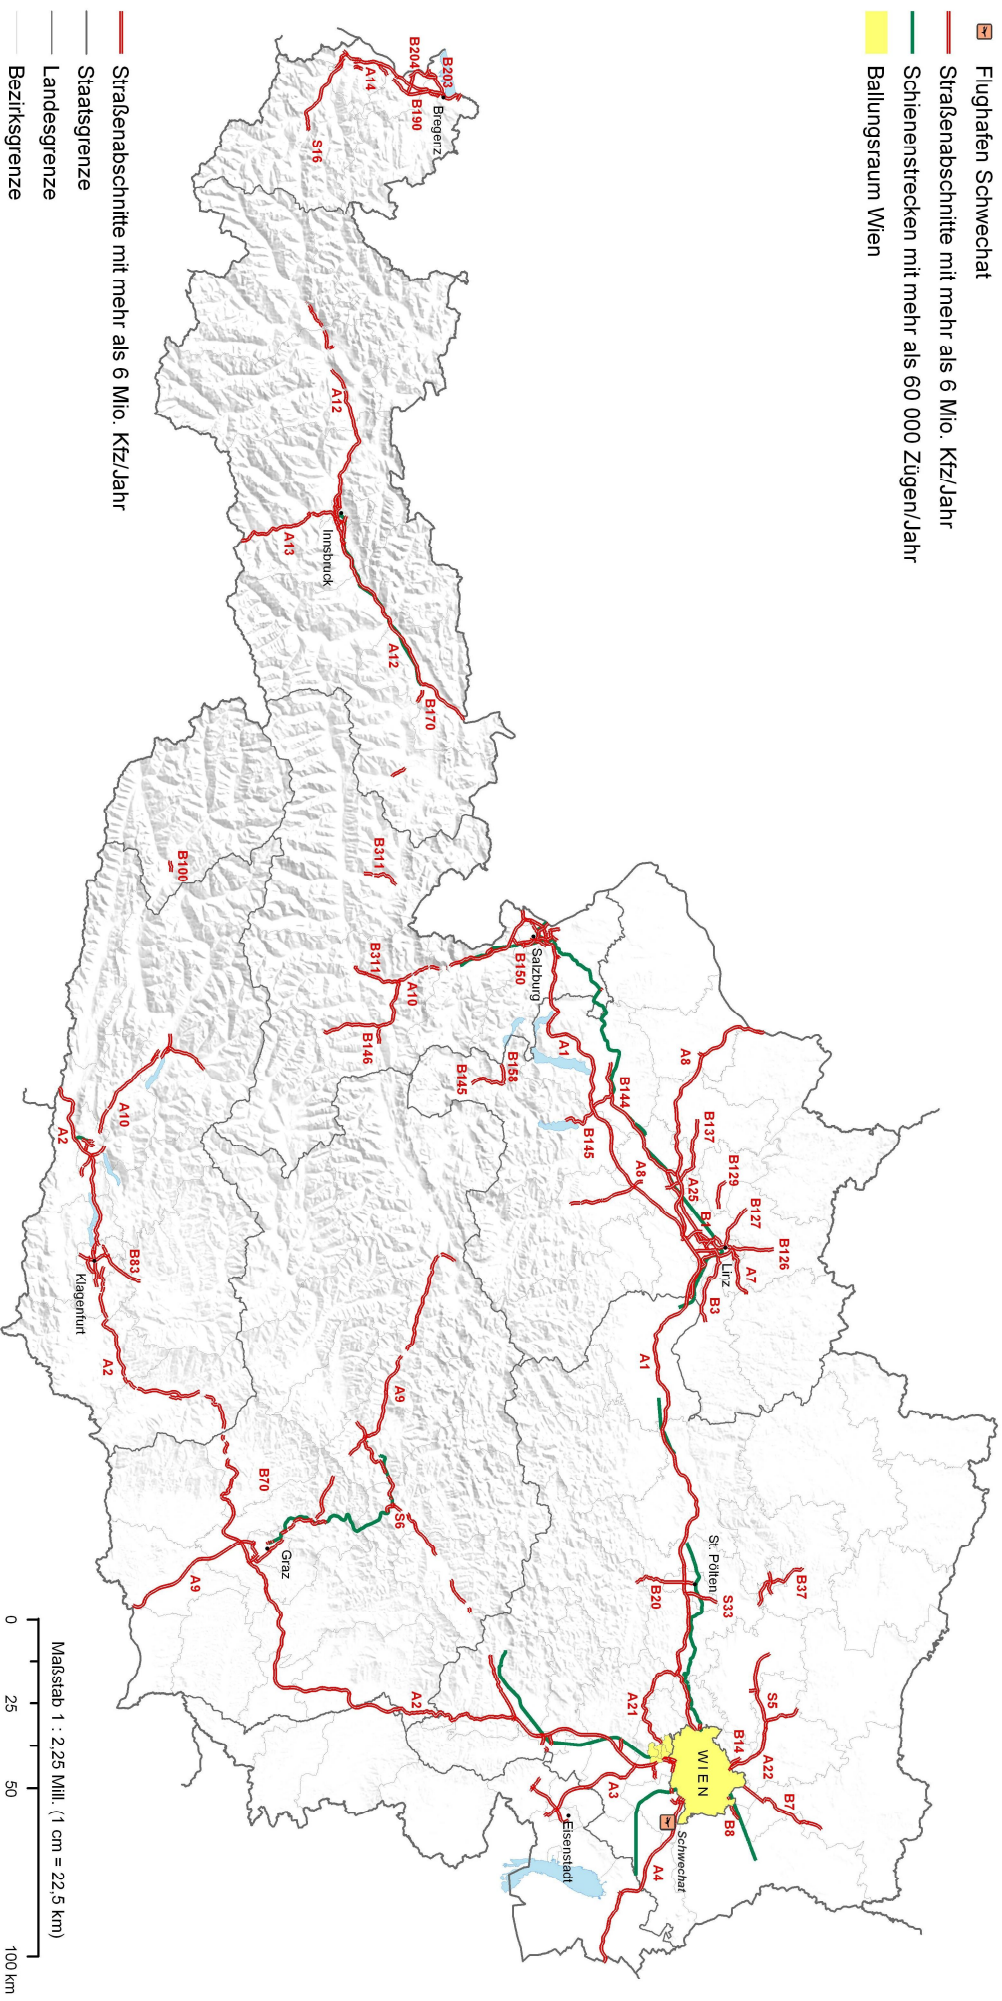 Flughafen Schwechat
Straßenabschnitte mit mehr als 6 Mio. Kfz/Jahr
Schienenstrecken mit mehr als 60 000 Zügen/Jahr
Ballungsraum Wien
Straßenabschnitte mit mehr als 6 Mio. Kfz/Jahr
Staatsgrenze
Landesgrenze
Bezirksgrenze
B203
B204
Bregenz
B190
A14
S16
A12
Innsbruck
A13
A12
B170
B311
B100
Salzburg
B150
B311
A10
B146
A1
B158
B145
B144
B145
A8
A8
B137
B129
A25
B127
B1
B126
A7
Linz
B3
A1
A10
A2
B83
Klagenfurt
A2
A9
B70
S6
Graz
A9
A2
St. Pölten
B37
S33
B20
A21
S5
B14
A22
B7
WIEN
B8
A3
Schwechat
A4
Eisenstadt
Maßstab 1 : 2,25 Mill. (1 cm = 22,5 km)
0 25 50 100 km